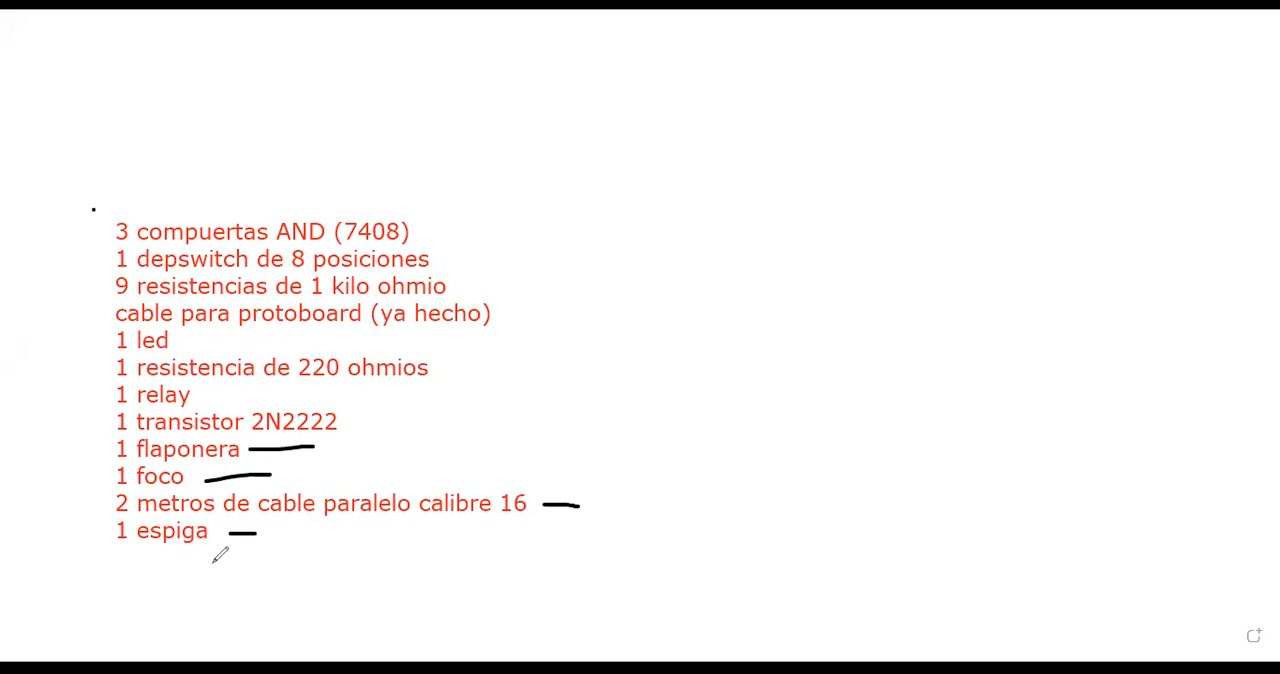 3 compuertas AND (7408)
1 depswitch de 8 posiciones
9 resistencias de 1 kilo ohmio
cable para protoboard (ya hecho)
1 led
1 resistencia de 220 ohmios
1 relay
1 transistor 2N2222
1 flaponera
1 foco
2 metros de cable paralelo calibre 16
1 espiga